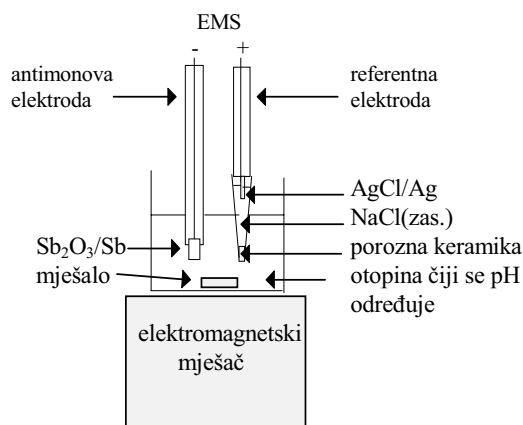 EMS
- +
antimonova
elektroda
referentna
elektroda
AgCl/Ag
NaCl(zas.)
Sb₂O₃/Sb
porozna keramika
mješalo
otopina čiji se pH
određuje
elektromagnetski
mješač